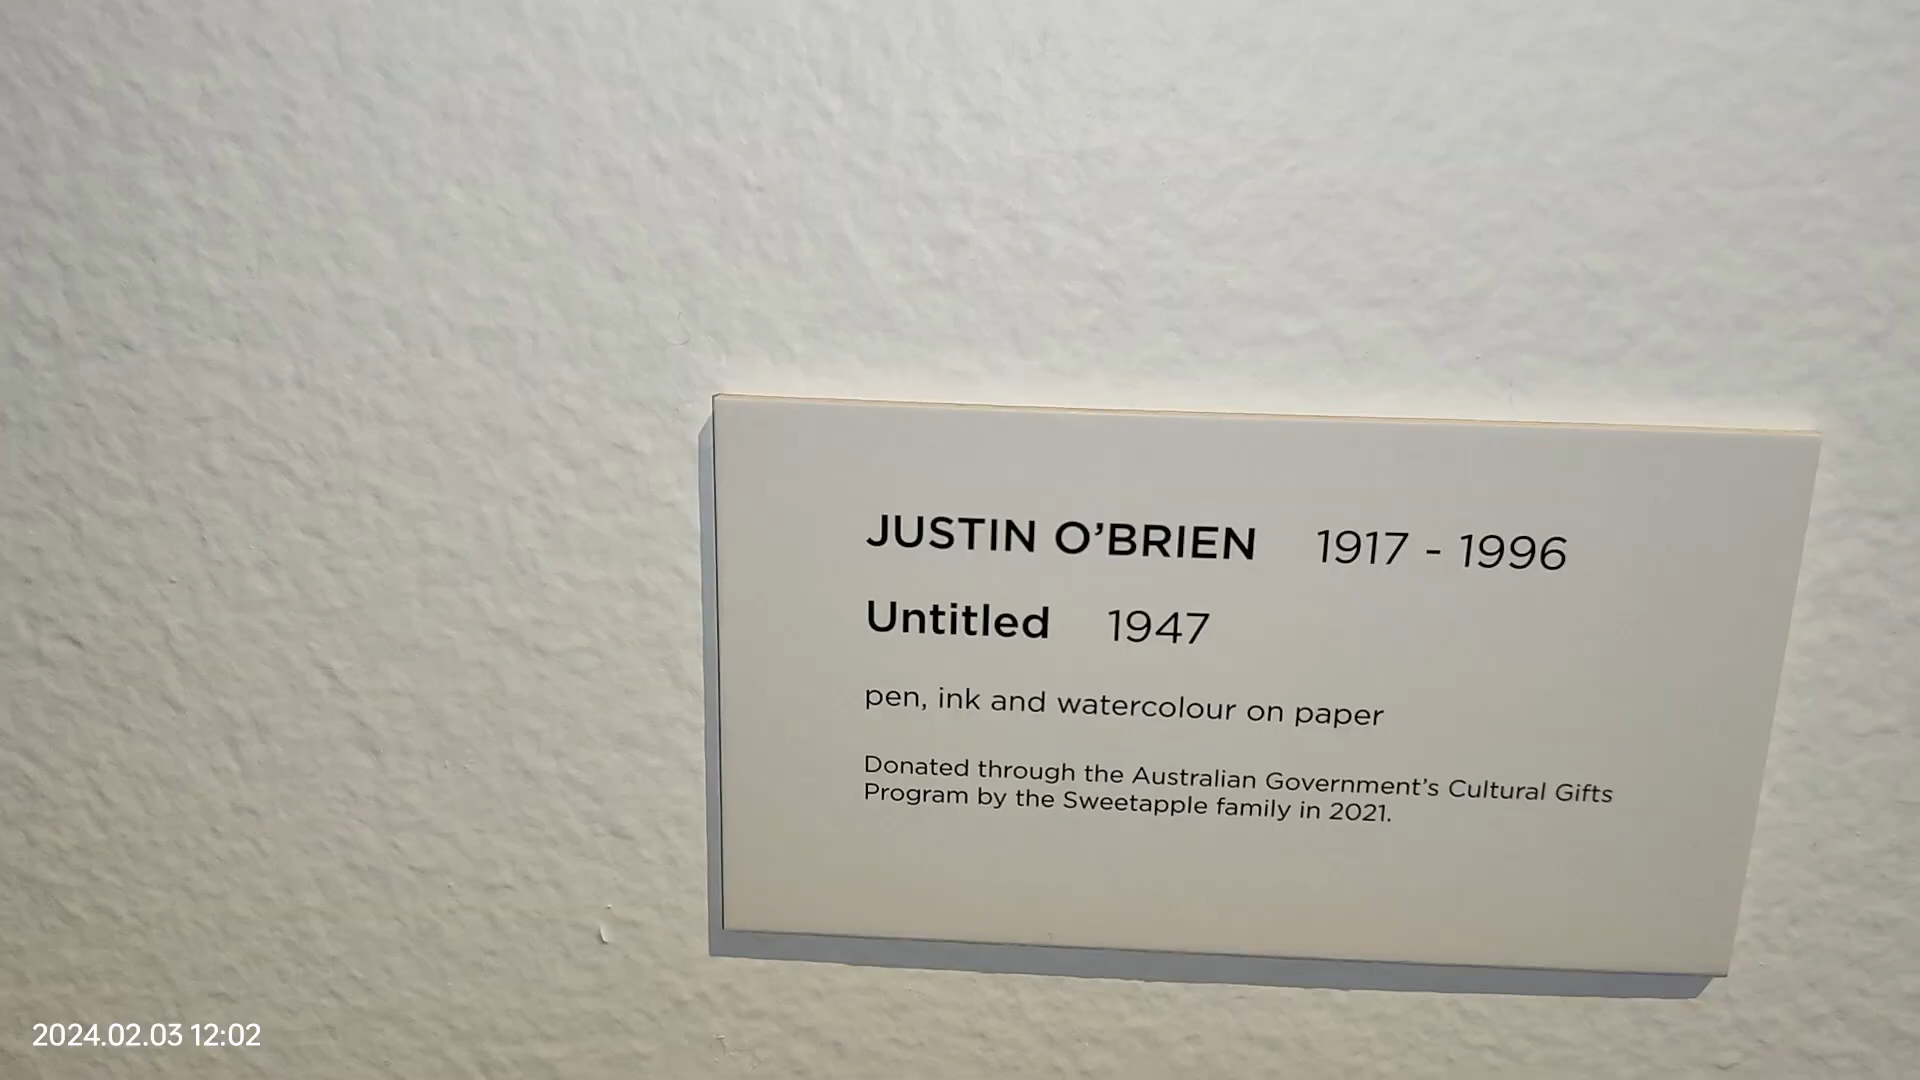 JUSTIN O’BRIEN 1917 - 1996
Untitled 1947
pen, ink and watercolour on paper
Donated through the Australian Government’s Cultural Gifts
Program by the Sweetapple family in 2021.
2024.02.03 12:02